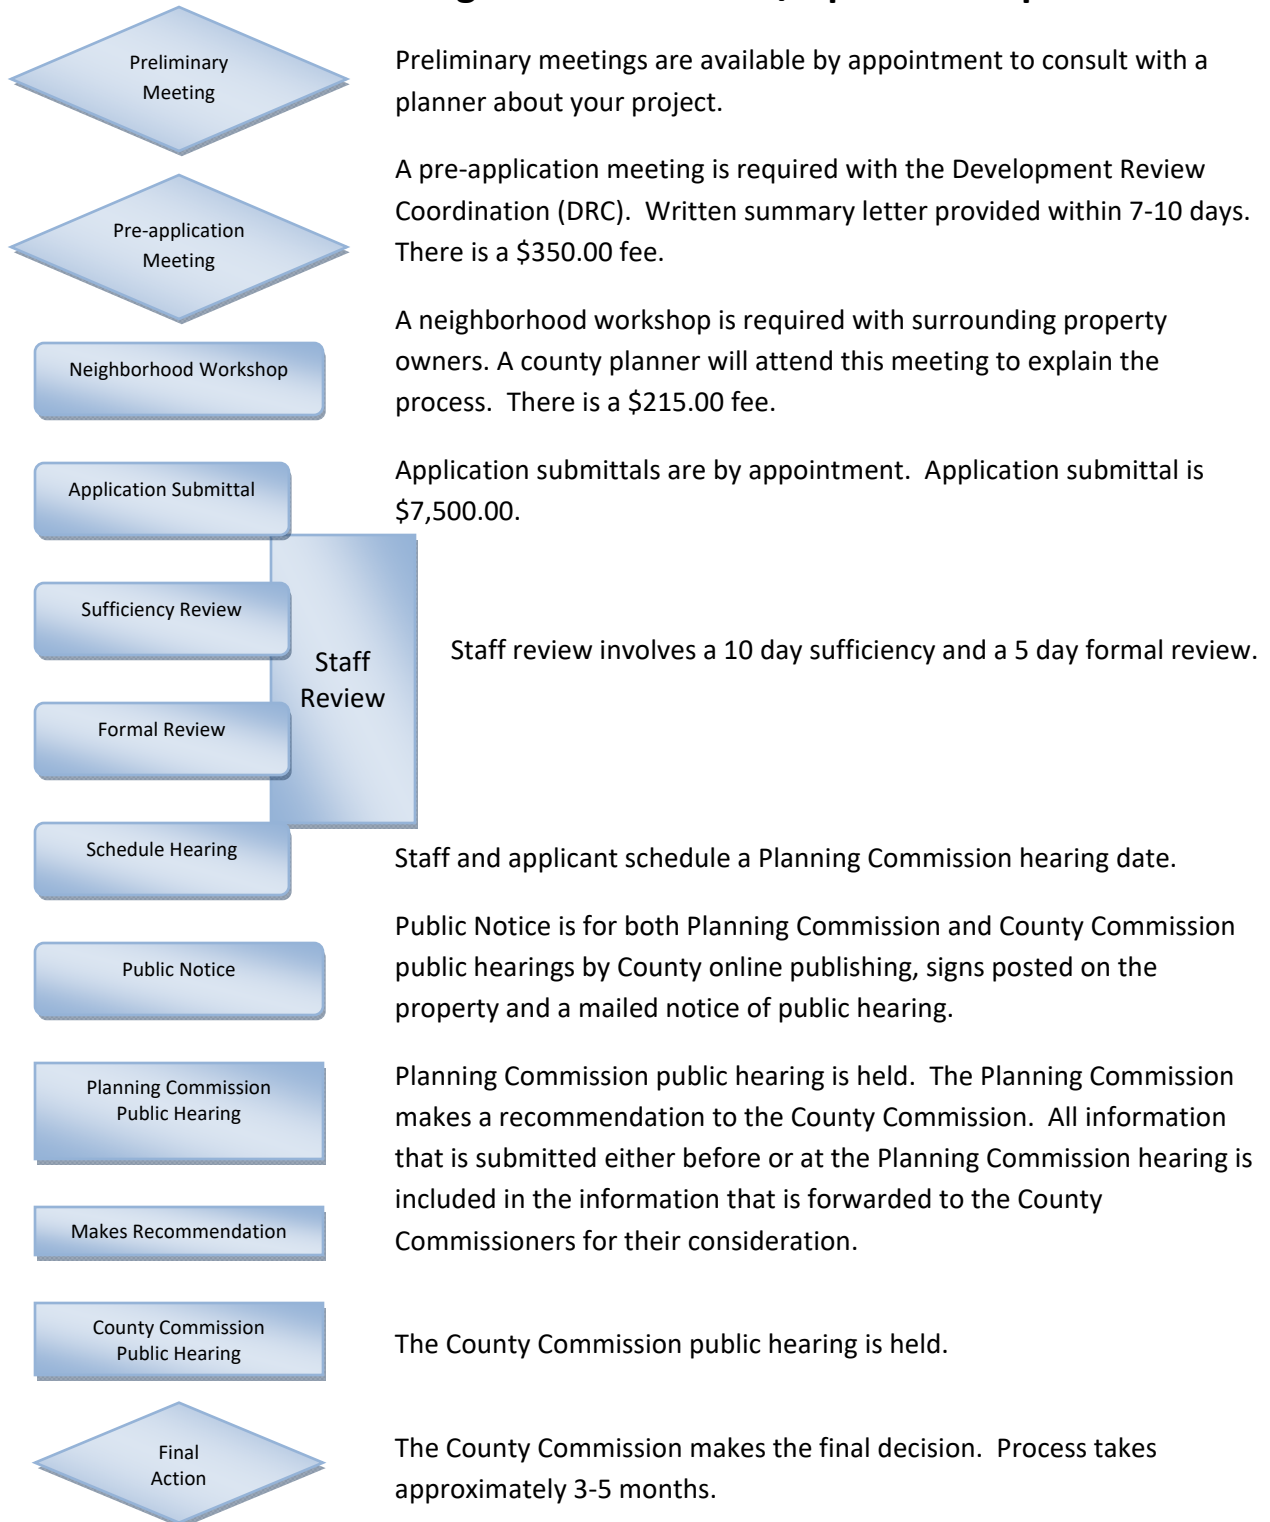 Preliminary
Meeting
Preliminary meetings are available by appointment to consult with a
planner about your project.
Pre-application
Meeting
A pre-application meeting is required with the Development Review
Coordination (DRC).  Written summary letter provided within 7-10 days.
There is a $350.00 fee.
Neighborhood Workshop
A neighborhood workshop is required with surrounding property
owners. A county planner will attend this meeting to explain the
process.  There is a $215.00 fee.
Application Submittal
Application submittals are by appointment.  Application submittal is
$7,500.00.
Sufficiency Review
Formal Review
Staff
Review
Staff review involves a 10 day sufficiency and a 5 day formal review.
Schedule Hearing
Staff and applicant schedule a Planning Commission hearing date.
Public Notice
Public Notice is for both Planning Commission and County Commission
public hearings by County online publishing, signs posted on the
property and a mailed notice of public hearing.
Planning Commission
Public Hearing
Planning Commission public hearing is held.  The Planning Commission
makes a recommendation to the County Commission.  All information
that is submitted either before or at the Planning Commission hearing is
included in the information that is forwarded to the County
Commissioners for their consideration.
Makes Recommendation
County Commission
Public Hearing
The County Commission public hearing is held.
Final
Action
The County Commission makes the final decision.  Process takes
approximately 3-5 months.